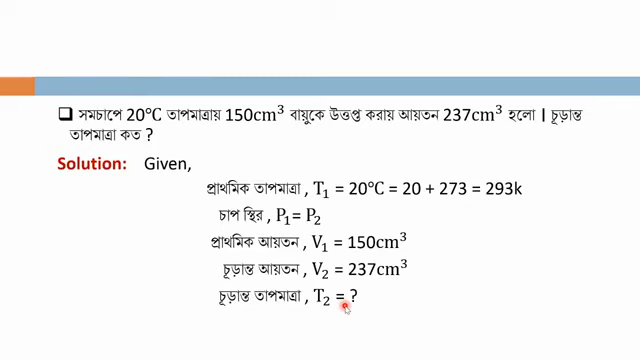 ❑ সমচাপে 20°C তাপমাত্রায় 150cm³ বায়ুকে উত্তপ্ত করায় আয়তন 237cm³ হলো । চূড়ান্ত
তাপমাত্রা কত ?
Solution: Given,
প্রাথমিক তাপমাত্রা , T₁ = 20°C = 20 + 273 = 293k
চাপ স্থির , P₁= P₂
প্রাথমিক আয়তন , V₁ = 150cm³
চূড়ান্ত আয়তন , V₂ = 237cm³
চূড়ান্ত তাপমাত্রা , T₂ = ?